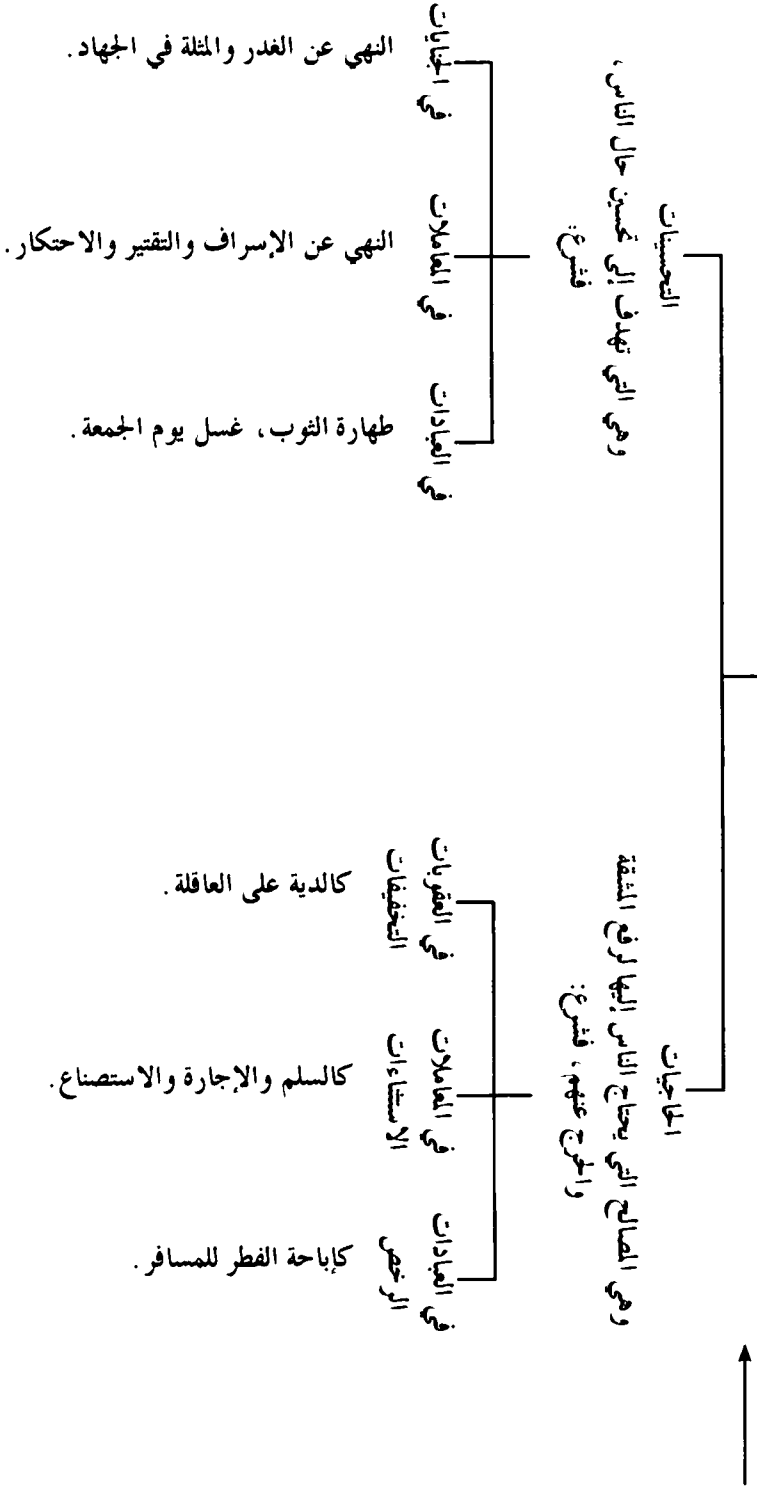 الحاجيات
وهي المصالح التي يحتاج الناس إليها لرفع المشقة
والحرج عنهم، فشرع:
في العبادات
الرخص
كإباحة الفطر للمسافر.
في المعاملات
الاستثناءات
كالسلم والإجارة والاستصناع.
في العقوبات
التخفيفات
كالدية على العاقلة.
التحسينات
وهي التي تهدف إلى تحسين حال الناس،
فشرع:
في العبادات
طهارة الثوب، غسل يوم الجمعة.
في المعاملات
النهي عن الإسراف والتقتير والاحتكار.
في الجنايات
النهي عن الغدر والمثلة في الجهاد.